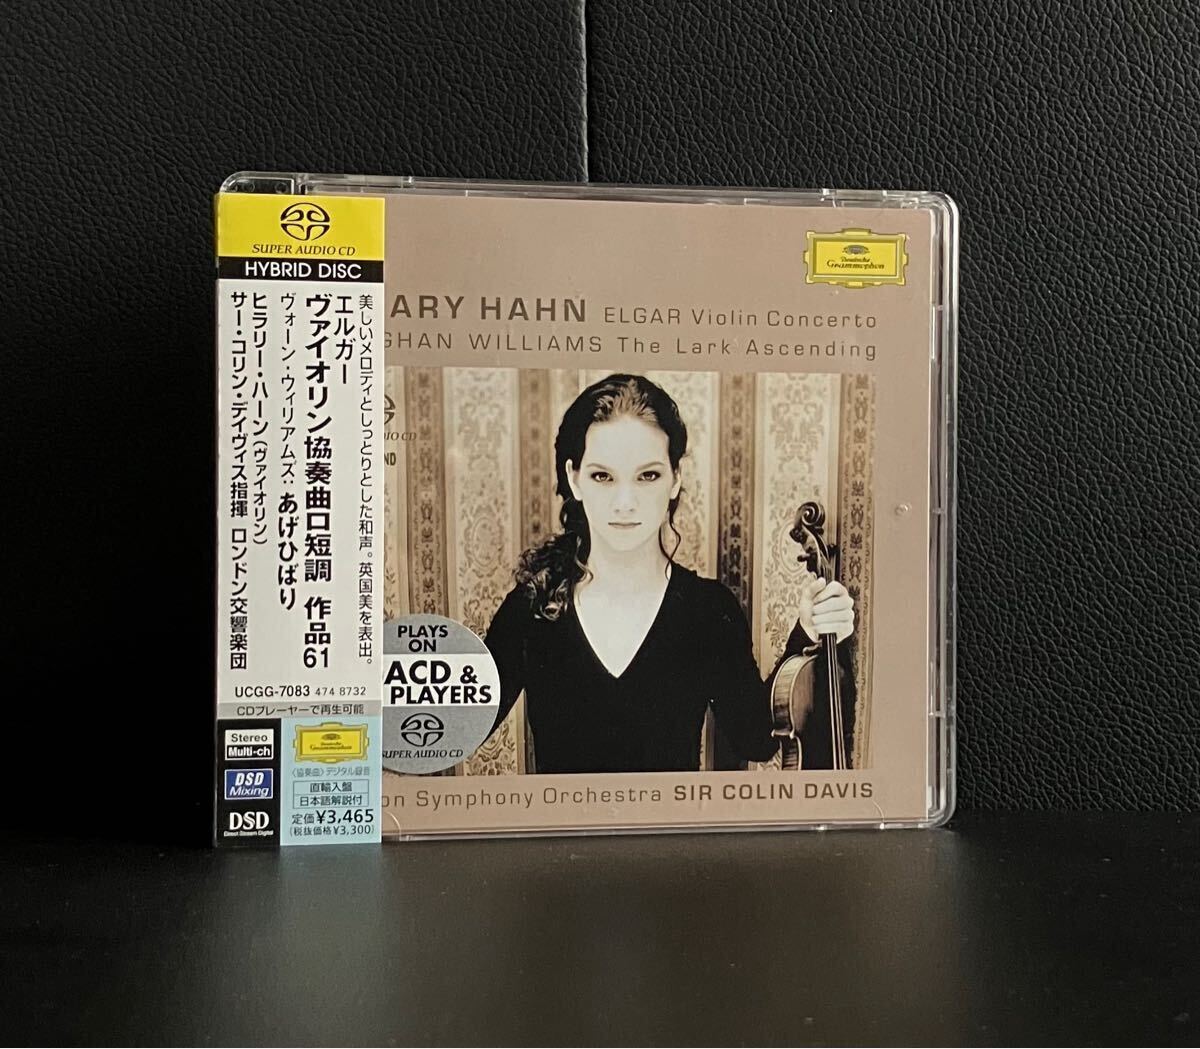 SUPER AUDIO CD
HYBRID DISC
美しいメロディとしっとりとした和声。英国美を表出。
エルガー
ヴァイオリン協奏曲ロ短調 作品61
ヴォーン・ウィリアムズ:あげひばり
ヒラリー・ハーン(ヴァイオリン)
サー・コリン・デイヴィス指揮 ロンドン交響楽団
UCGG-7083 474 8732
CDプレーヤーで再生可能
Stereo
Multi-ch
DSD
Mixing
DSD
Direct Stream Digital
Deutsche
Grammophon
〈協奏曲〉デジタル録音
直輸入盤
日本語解説付
定価¥3,465
(税抜価格¥3,300)
Deutsche
Grammophon
ARY HAHN ELGAR Violin Concerto
GHAN WILLIAMS The Lark Ascending
DIO CD
ND
PLAYS
ON
ACD &
PLAYERS
SUPER AUDIO CD
on Symphony Orchestra SIR COLIN DAVIS